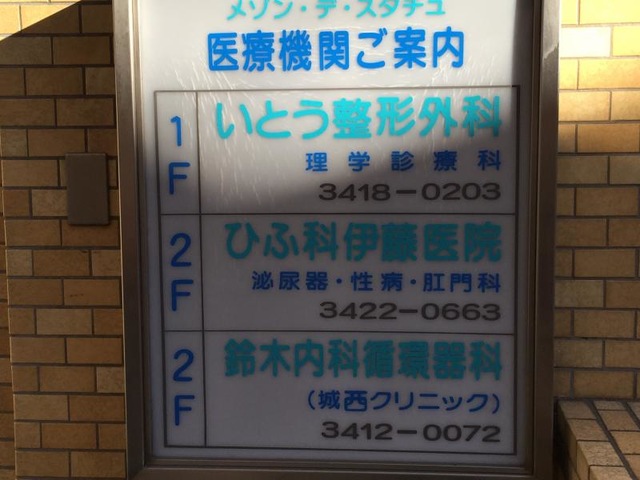 メゾン・デ・スタチュ
医療機関ご案内
1F
いとう整形外科
理学診療科
3418-0203
2F
ひふ科伊藤医院
泌尿器・性病・肛門科
3422-0663
2F
鈴木内科循環器科
(城西クリニック)
3412-0072